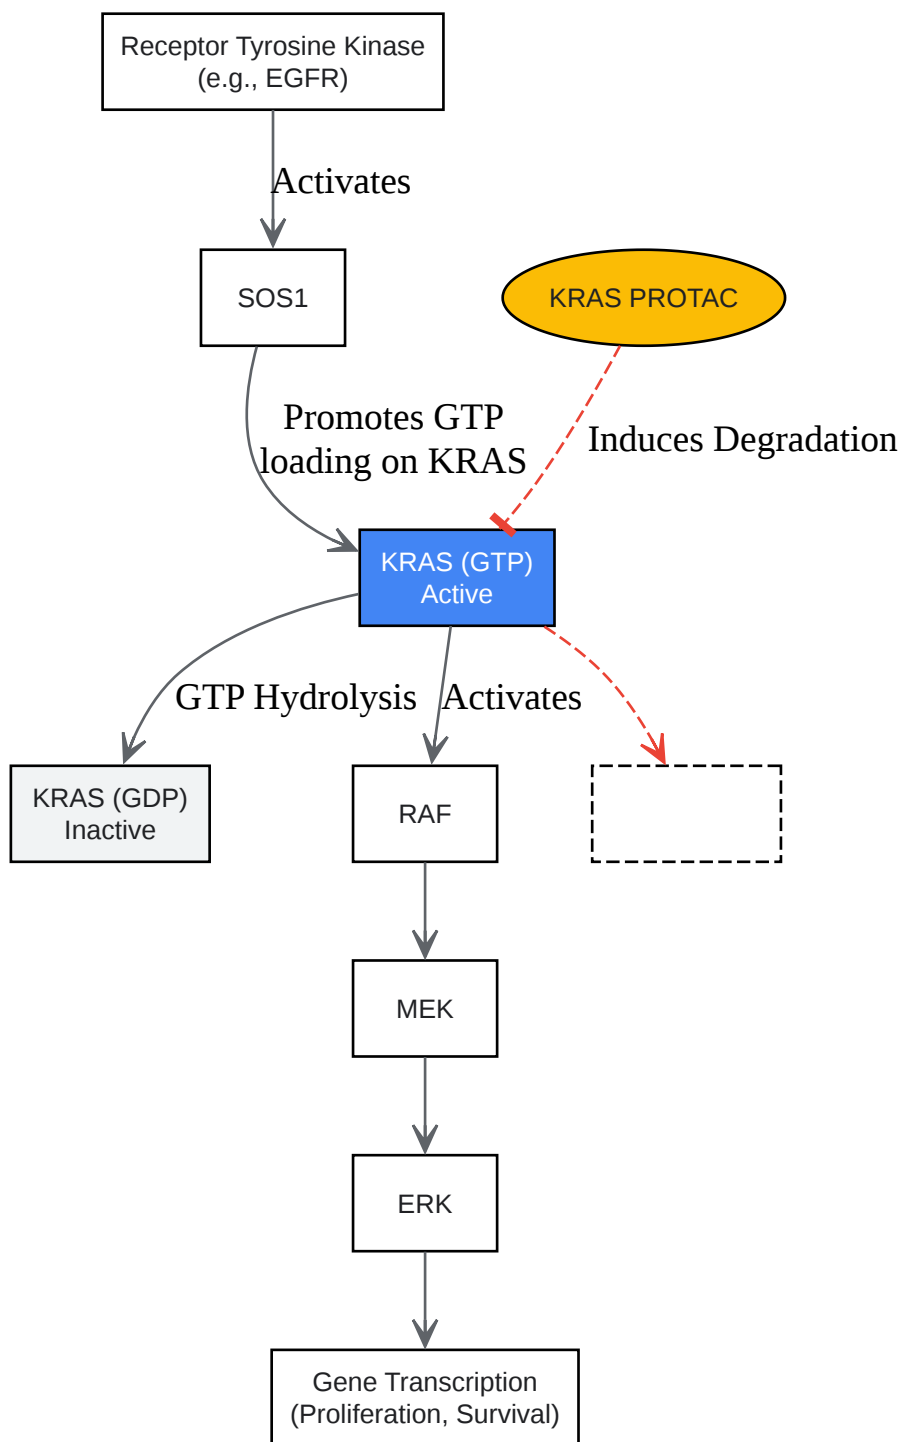 Receptor Tyrosine Kinase
(e.g., EGFR)
Activates
SOS1
KRAS PROTAC
Promotes GTP
loading on KRAS
Induces Degradation
KRAS (GTP)
Active
GTP Hydrolysis
Activates
KRAS (GDP)
Inactive
RAF
MEK
ERK
Gene Transcription
(Proliferation, Survival)